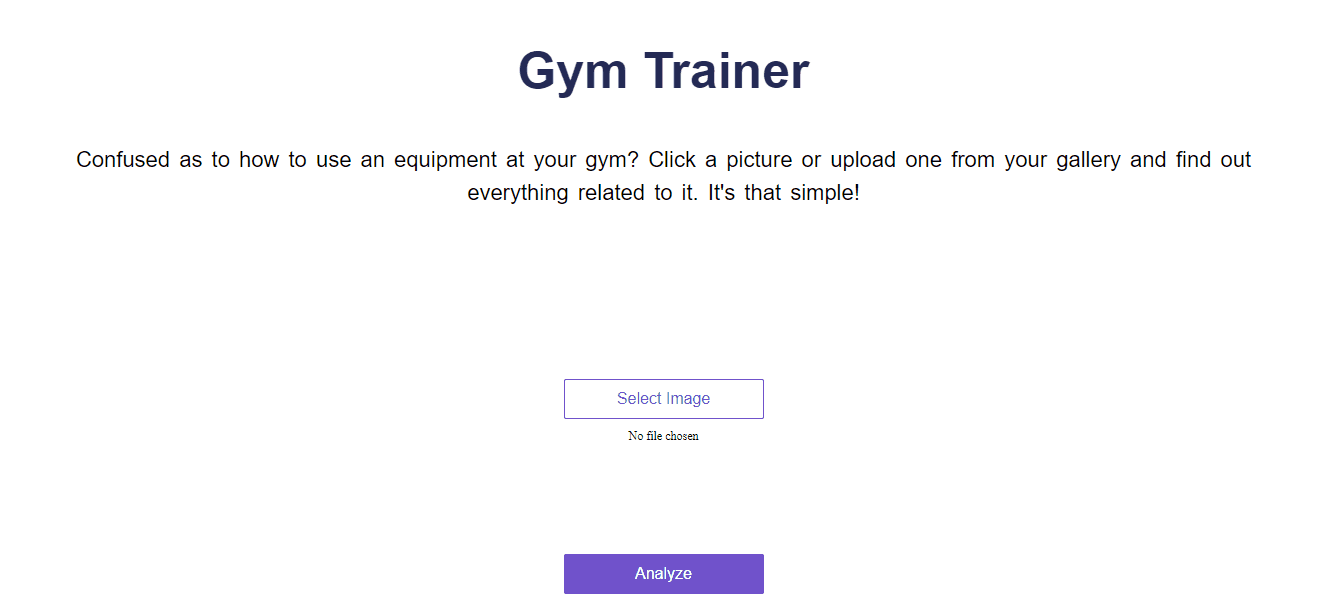 Gym Trainer
Confused as to how to use an equipment at your gym? Click a picture or upload one from your gallery and find out
everything related to it. It's that simple!
Select Image
No file chosen
Analyze